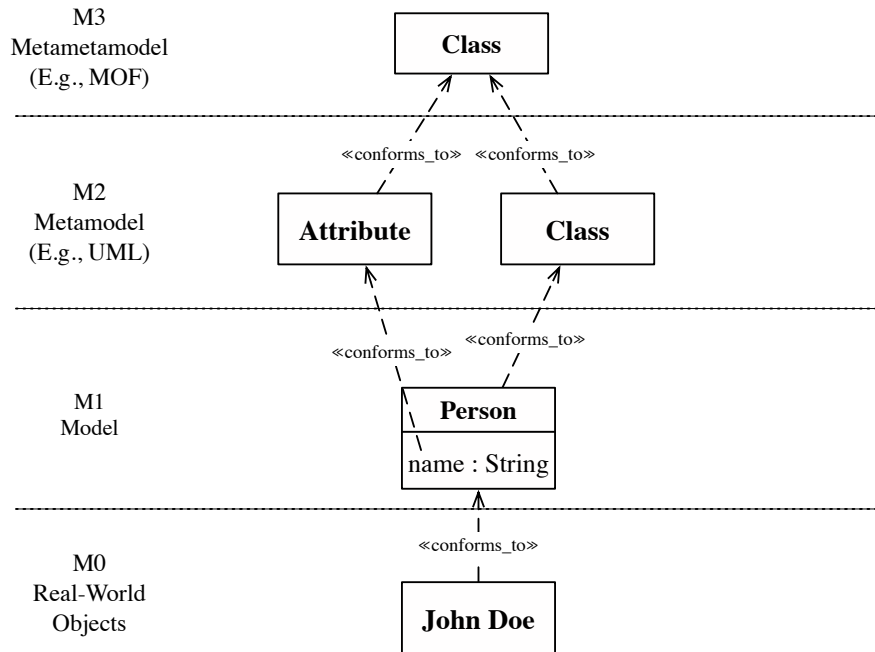 M3
Metametamodel
(E.g., MOF)
Class
«conforms_to»
«conforms_to»
M2
Metamodel
(E.g., UML)
Attribute
Class
«conforms_to»
«conforms_to»
M1
Model
Person
name : String
«conforms_to»
M0
Real-World
Objects
John Doe